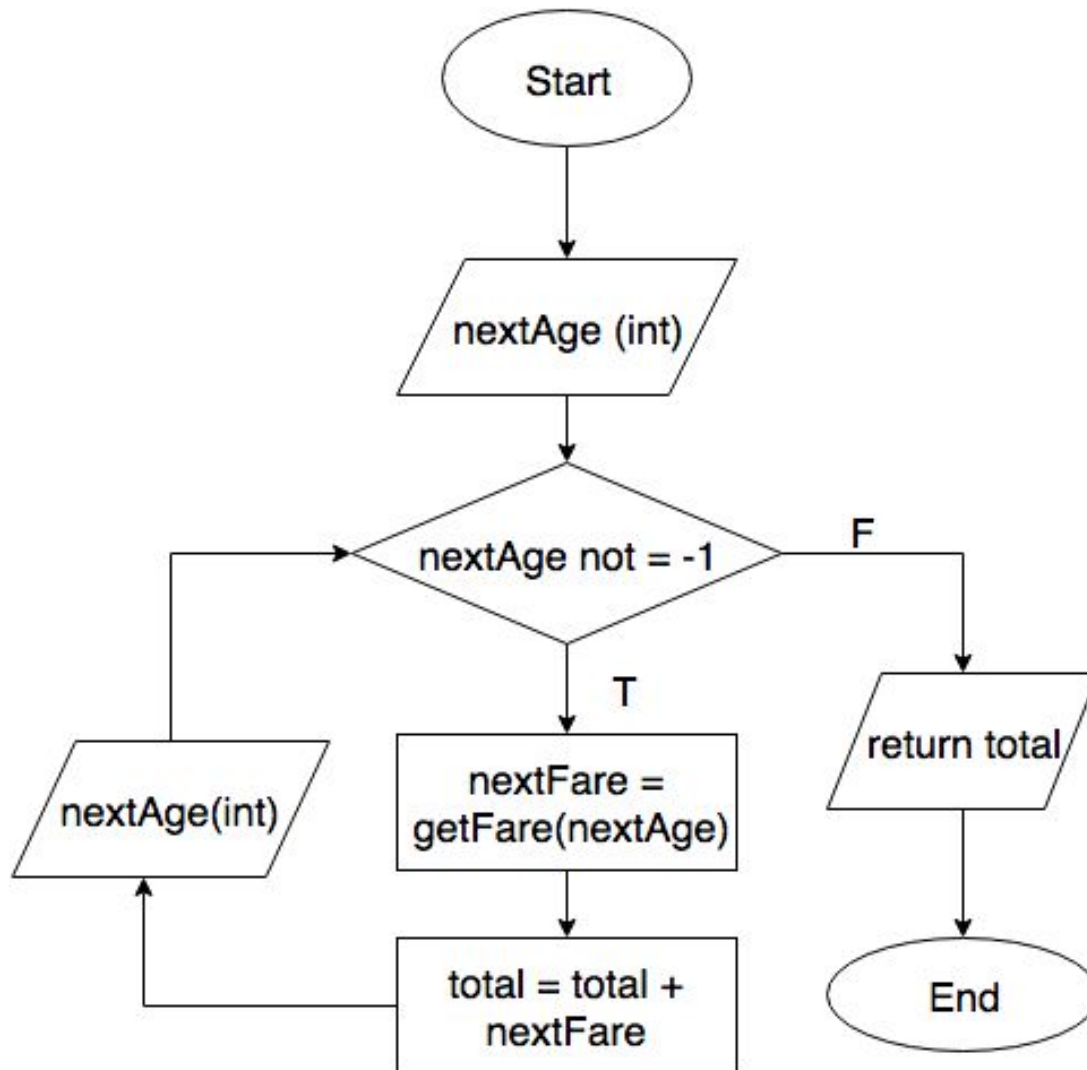 Start
nextAge (int)
nextAge not = -1
F
T
nextFare =
getFare(nextAge)
return total
nextAge(int)
total = total +
nextFare
End